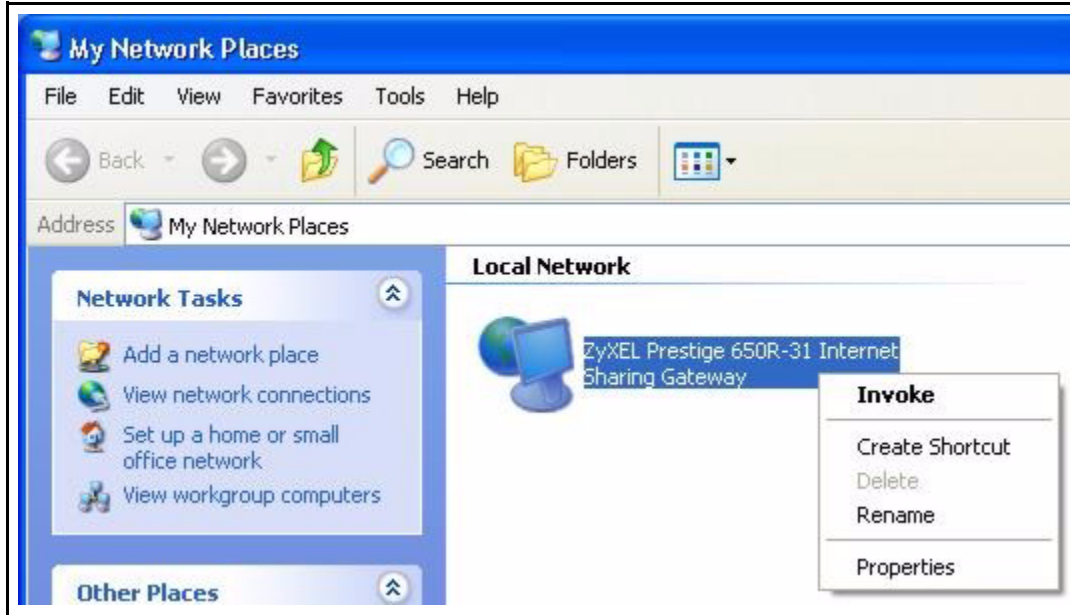 My Network Places
File Edit View Favorites Tools Help
Back Search Folders
Address My Network Places
Network Tasks
Add a network place
View network connections
Set up a home or small
office network
View workgroup computers
Other Places
Local Network
ZyXEL Prestige 650R-31 Internet
Sharing Gateway
Invoke
Create Shortcut
Delete
Rename
Properties